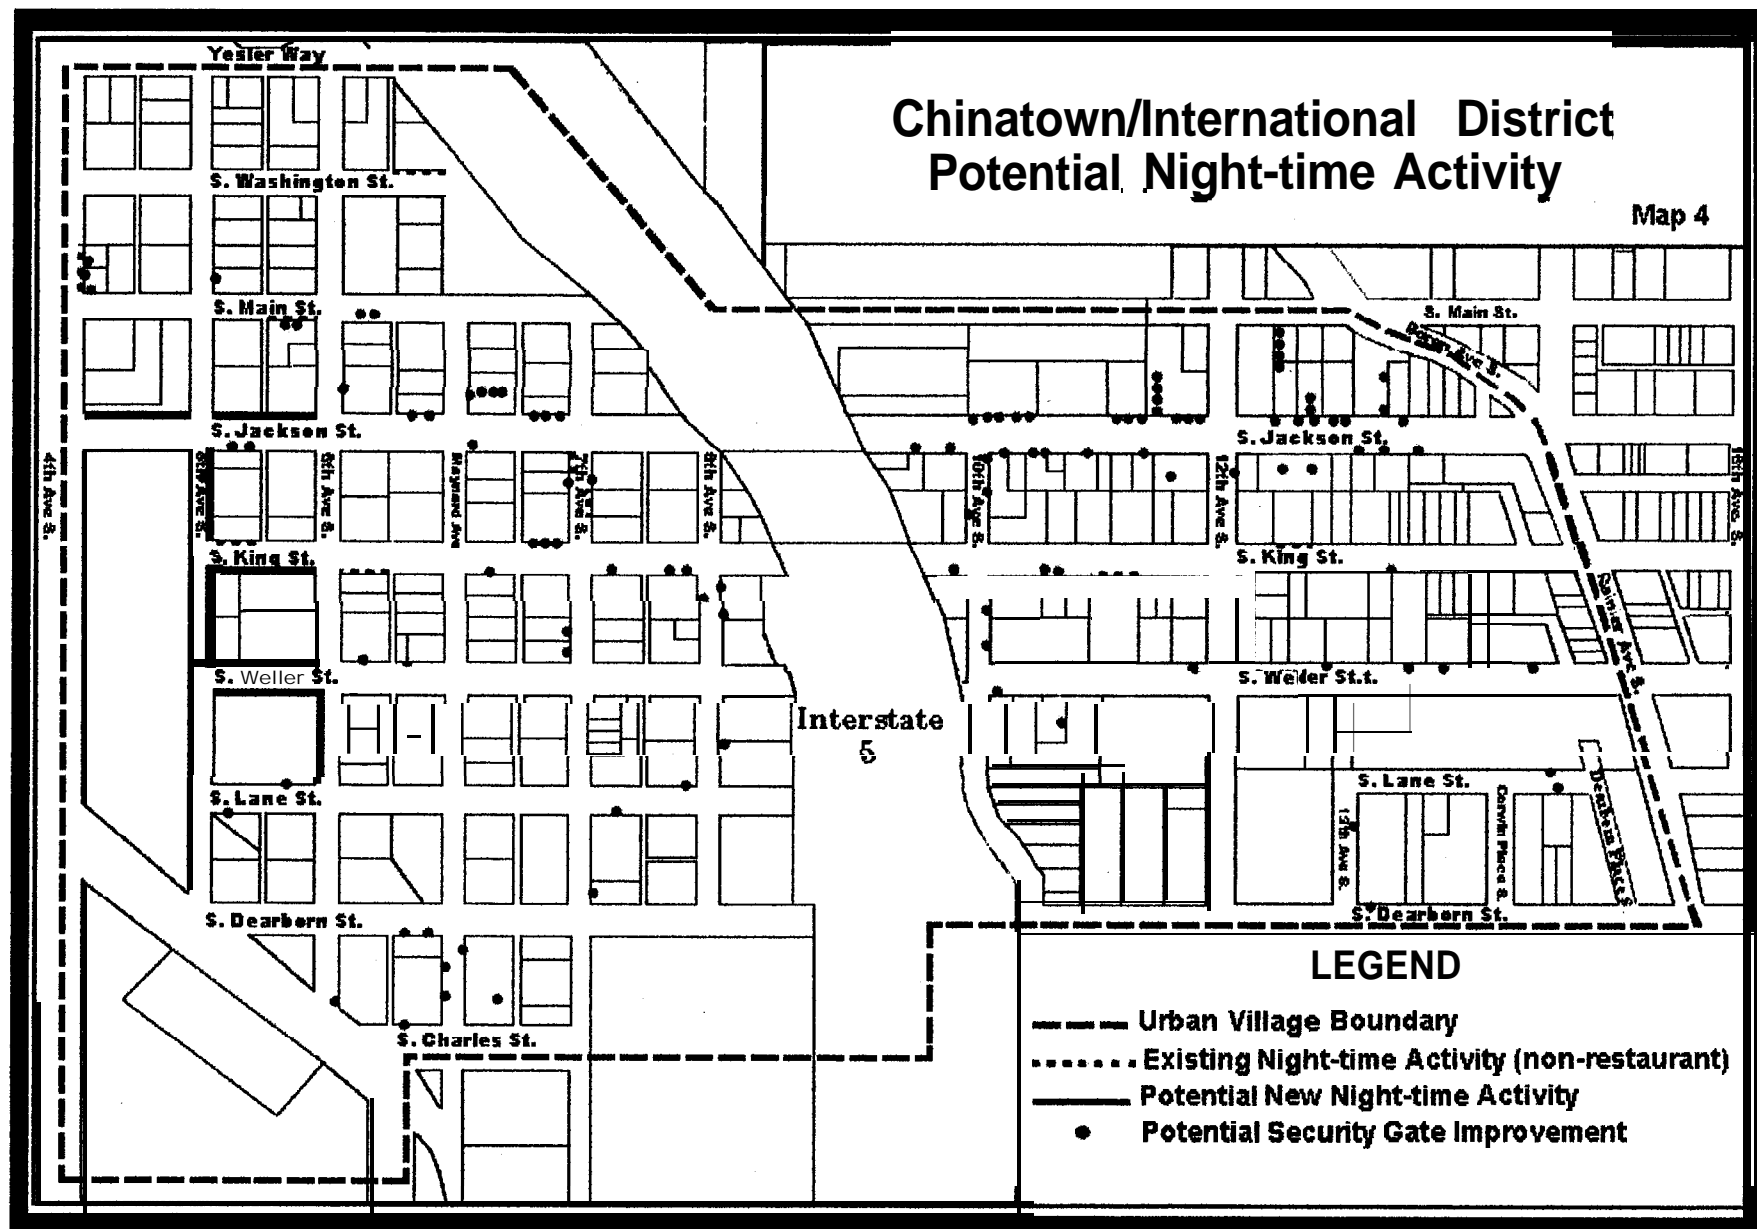 Yesler Way
Chinatown/International District
Potential Night-time Activity
Map 4
S. Washington St.
S. Main St.
S. Main St.
S. Jackson St.
S. Jackson St.
4th Ave S.
5th Ave S.
6th Ave S.
Maynard Ave
7th Ave S.
8th Ave S.
10th Ave S.
12th Ave S.
S. King St.
S. King St.
Rainier Ave S.
S. Weller St.
Interstate
5
S. Lane St.
S. Lane St.
12th Ave S.
Corwin Place S.
Dearborn Place S
S. Dearborn St.
S. Dearborn St.
S. Charles St.
LEGEND
Urban Village Boundary
Existing Night-time Activity (non-restaurant)
Potential New Night-time Activity
Potential Security Gate Improvement